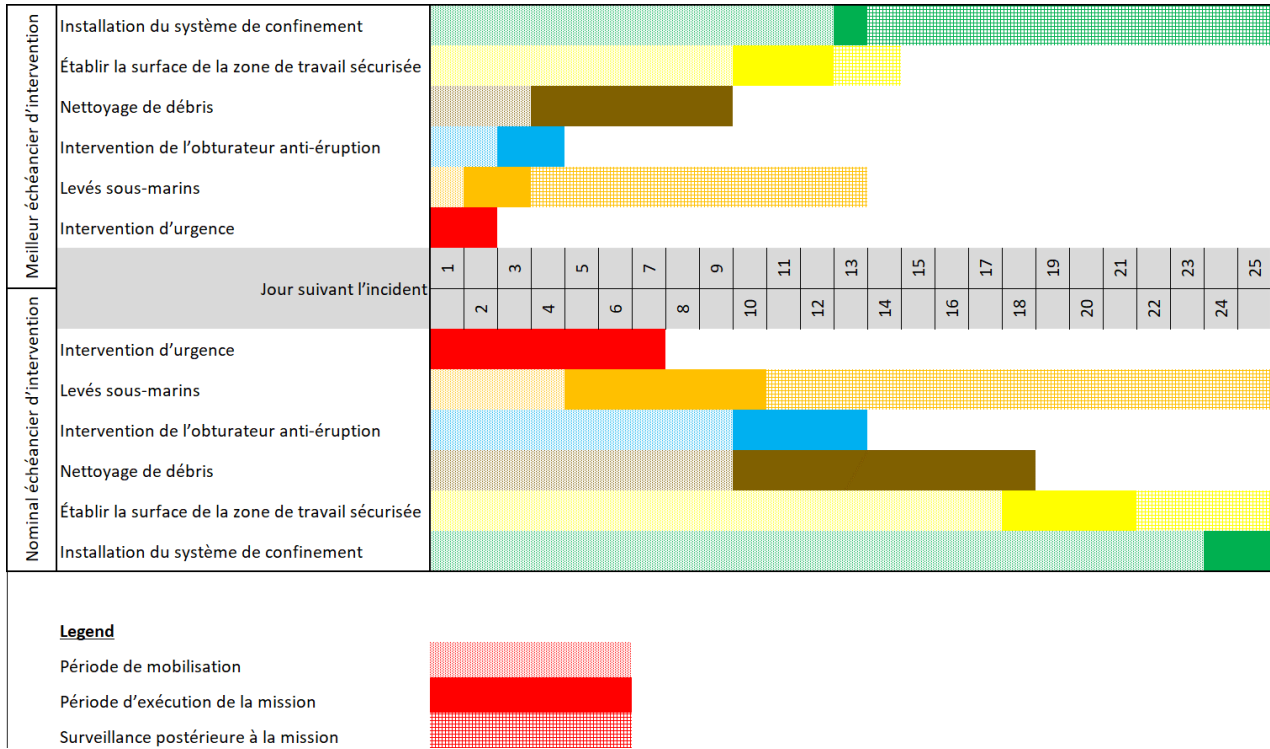 Meilleur échéancier d'intervention
Installation du système de confinement
Établir la surface de la zone de travail sécurisée
Nettoyage de débris
Intervention de l'obturateur anti-éruption
Levés sous-marins
Intervention d'urgence
Jour suivant l'incident
1 3 5 7 9 11 13 15 17 19 21 23 25
2 4 6 8 10 12 14 16 18 20 22 24
Nominal échéancier d'intervention
Intervention d'urgence
Levés sous-marins
Intervention de l'obturateur anti-éruption
Nettoyage de débris
Établir la surface de la zone de travail sécurisée
Installation du système de confinement
Legend
Période de mobilisation
Période d'exécution de la mission
Surveillance postérieure à la mission